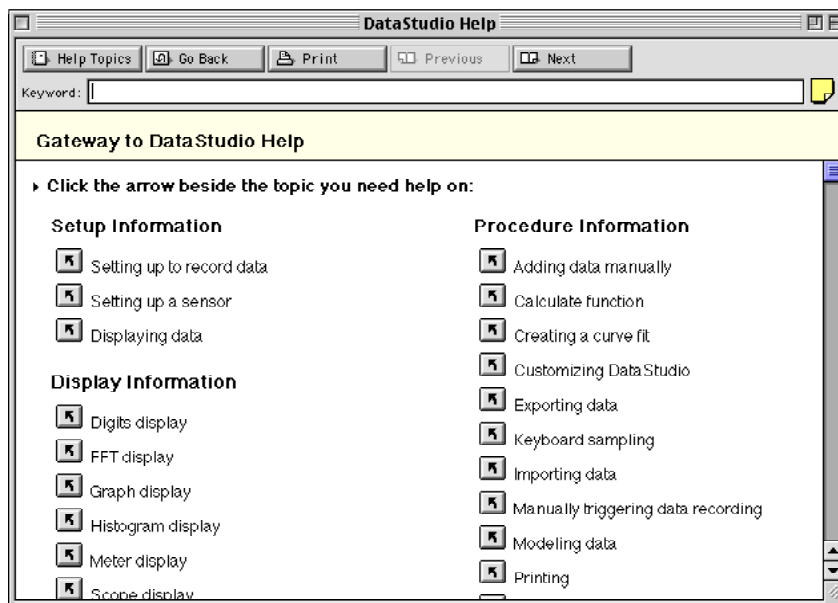 DataStudio Help
Help Topics Go Back Print Previous Next
Keyword:
Gateway to DataStudio Help
Click the arrow beside the topic you need help on:
Setup Information
Setting up to record data
Setting up a sensor
Displaying data
Display Information
Digits display
FFT display
Graph display
Histogram display
Meter display
Scope display
Procedure Information
Adding data manually
Calculate function
Creating a curve fit
Customizing DataStudio
Exporting data
Keyboard sampling
Importing data
Manually triggering data recording
Modeling data
Printing